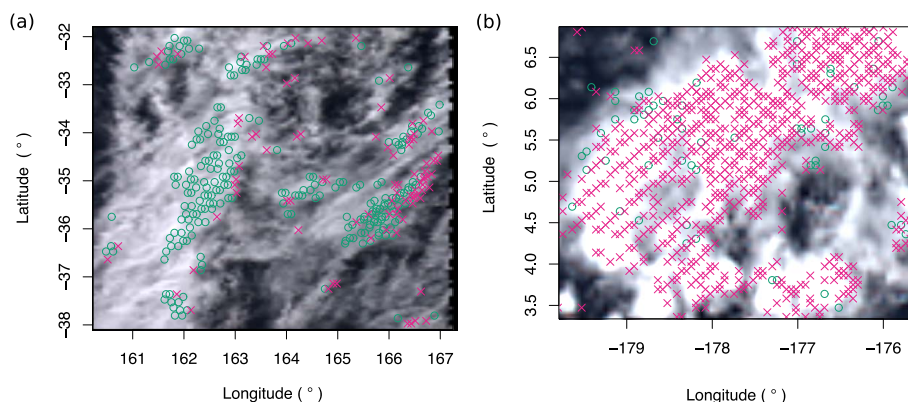 (a)
Latitude ( ° )
−32
−33
−34
−35
−36
−37
−38
161 162 163 164 165 166 167
Longitude ( ° )
(b)
Latitude ( ° )
6.5
6.0
5.5
5.0
4.5
4.0
3.5
−179 −178 −177 −176
Longitude ( ° )